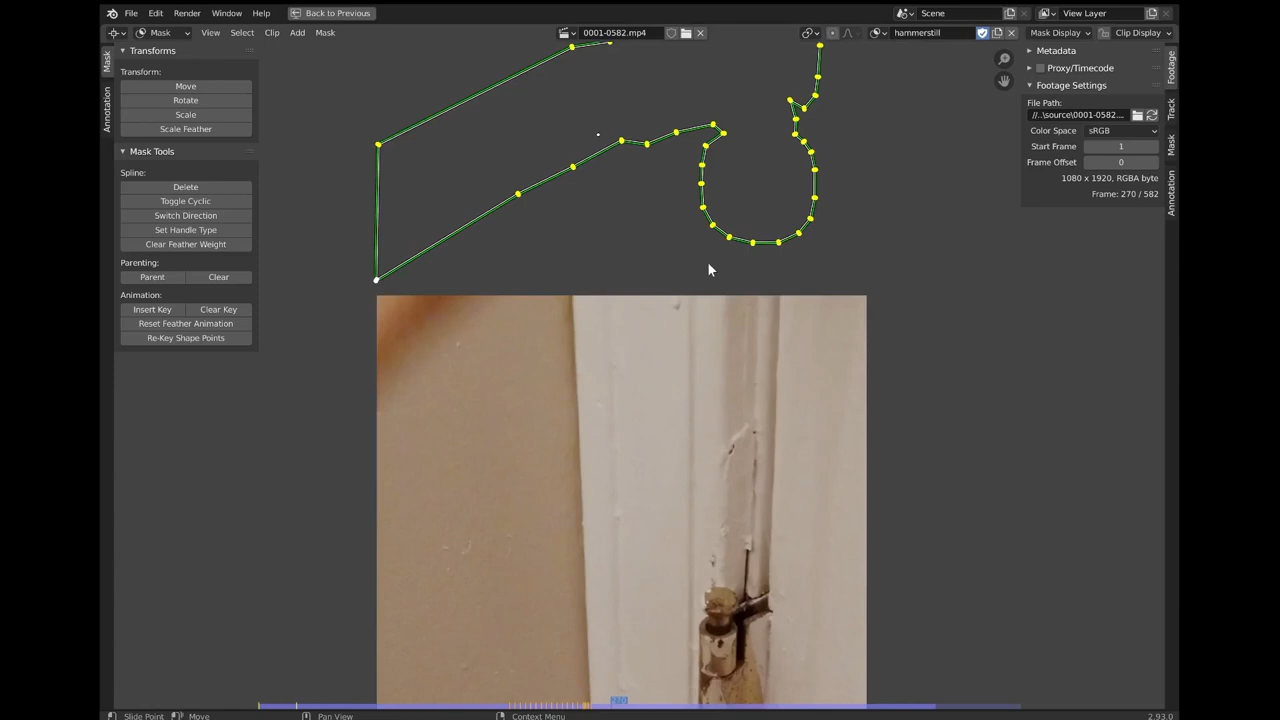 File Edit Render Window Help Back to Previous Scene View Layer
Mask View Select Clip Add Mask 0001-0582.mp4 hammerstill Mask Display Clip Display
Mask
Annotation
Transforms
Transform:
Move
Rotate
Scale
Scale Feather
Mask Tools
Spline:
Delete
Toggle Cyclic
Switch Direction
Set Handle Type
Clear Feather Weight
Parenting:
Parent Clear
Animation:
Insert Key Clear Key
Reset Feather Animation
Re-Key Shape Points
Metadata
Proxy/Timecode
Footage Settings
File Path:
//..\source\0001-0582....
Color Space sRGB
Start Frame 1
Frame Offset 0
1080 x 1920, RGBA byte
Frame: 270 / 582
Footage
Track
Mask
Annotation
270
Slide Point Move Pan View Context Menu 2.93.0